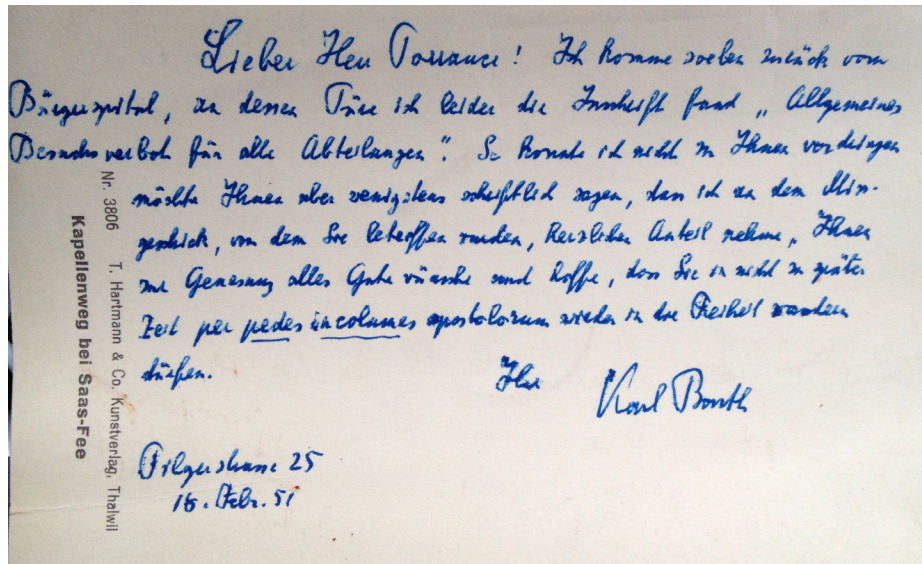 Lieber Herr Torrance! Ich komme soeben zurück vom
Bürgerspital, an dessen Türe ich leider die Inschrift fand „Allgemeines
Besuchsverbot für alle Abteilungen". So konnte ich nicht zu Ihnen vordringen
möchte Ihnen aber wenigstens schriftlich sagen, dass ich an dem Miss-
geschick, von dem Sie betroffen wurden, herzlichen Anteil nehme, Ihnen
zur Genesung alles Gute wünsche und hoffe, dass Sie in nicht zu später
Zeit per pedes incolumes apostolorum wieder in die Freiheit wandern
dürfen.
Ihr Karl Barth
Pilgerstrasse 25
18. Febr. 51
Nr. 3806 T. Hartmann & Co. Kunstverlag, Thalwil
Kapellenweg bei Saas-Fee